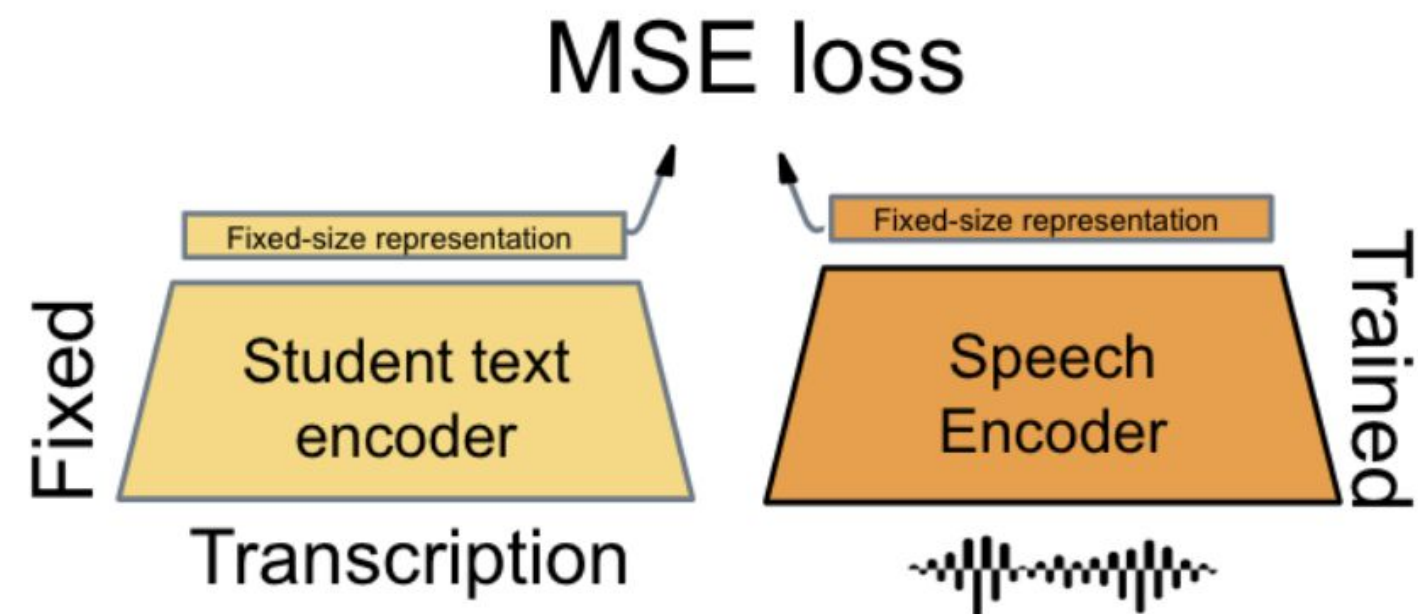 MSE loss
Fixed-size representation
Fixed-size representation
Fixed
Student text
encoder
Speech
Encoder
Trained
Transcription